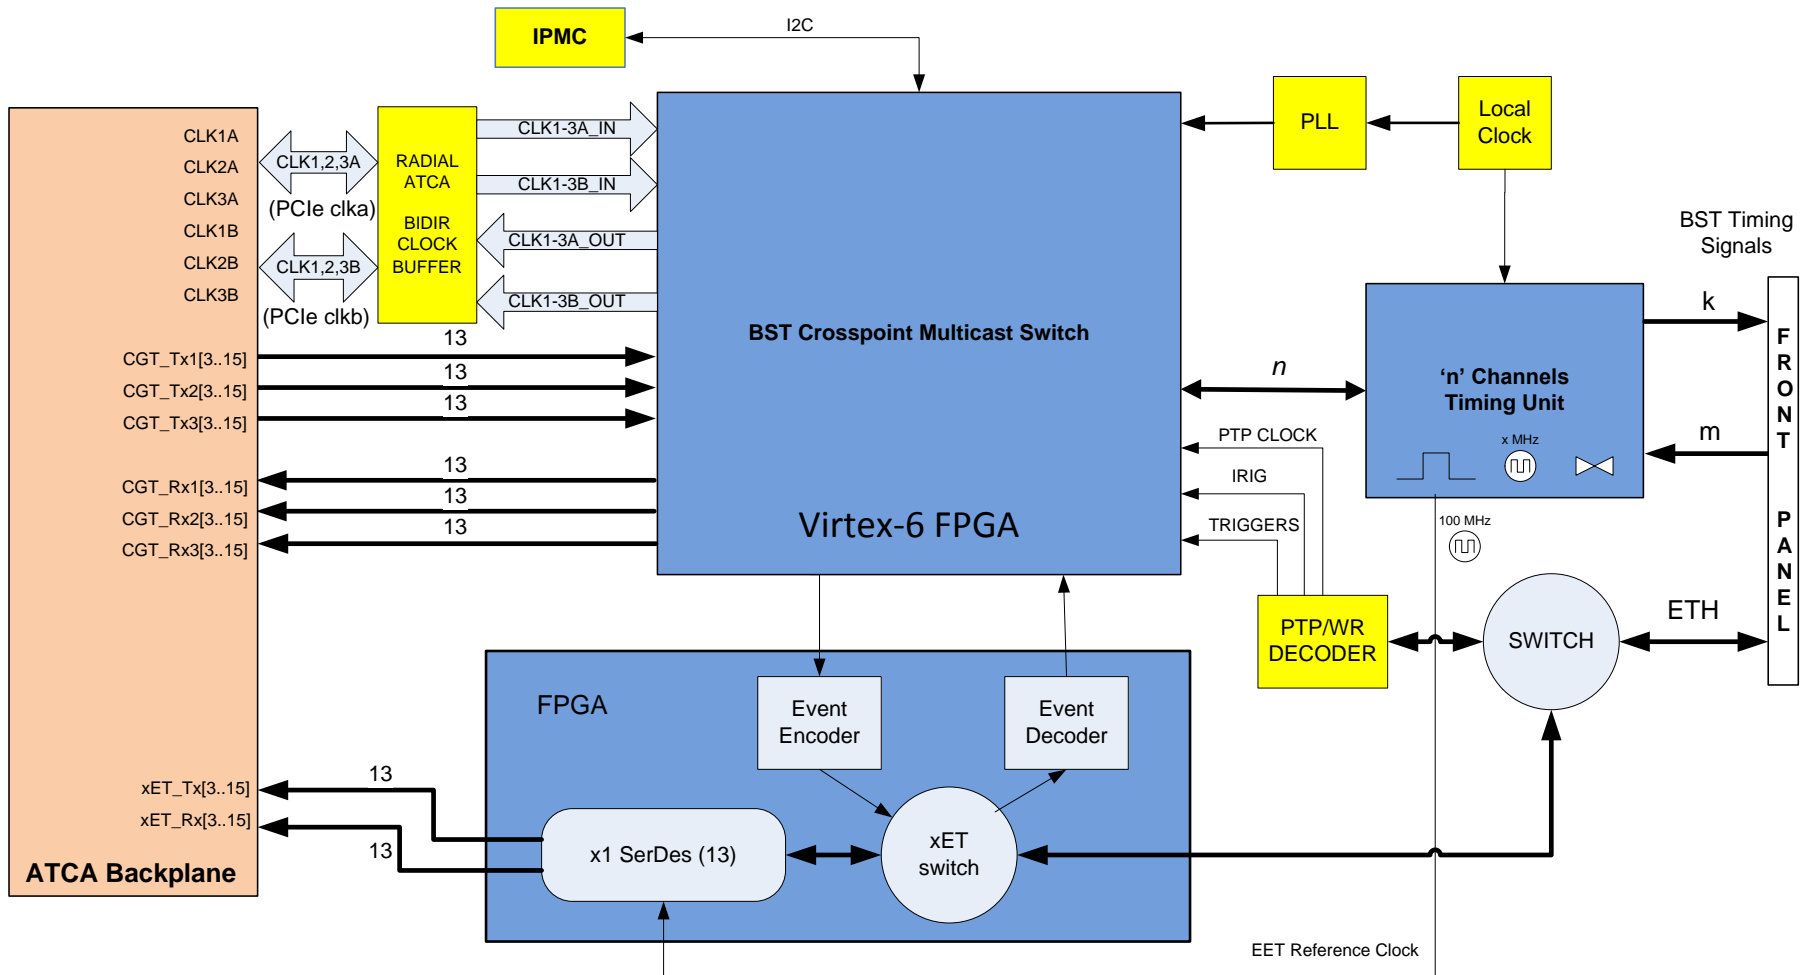 IPMC
I2C
CLK1A
CLK2A
CLK3A
CLK1B
CLK2B
CLK3B
CLK1,2,3A
(PCIe clka)
CLK1,2,3B
(PCIe clkb)
RADIAL
ATCA
BIDIR
CLOCK
BUFFER
CLK1-3A_IN
CLK1-3B_IN
CLK1-3A_OUT
CLK1-3B_OUT
BST Crosspoint Multicast Switch
Virtex-6 FPGA
PLL
Local
Clock
BST Timing
Signals
CGT_Tx1[3..15]
13
CGT_Tx2[3..15]
13
CGT_Tx3[3..15]
13
CGT_Rx1[3..15]
13
CGT_Rx2[3..15]
13
CGT_Rx3[3..15]
13
n
'n' Channels
Timing Unit
x MHz
k
m
FRONT PANEL
PTP CLOCK
IRIG
TRIGGERS
100 MHz
PTP/WR
DECODER
SWITCH
ETH
FPGA
Event
Encoder
Event
Decoder
xET_Tx[3..15]
13
xET_Rx[3..15]
13
x1 SerDes (13)
xET
switch
ATCA Backplane
EET Reference Clock